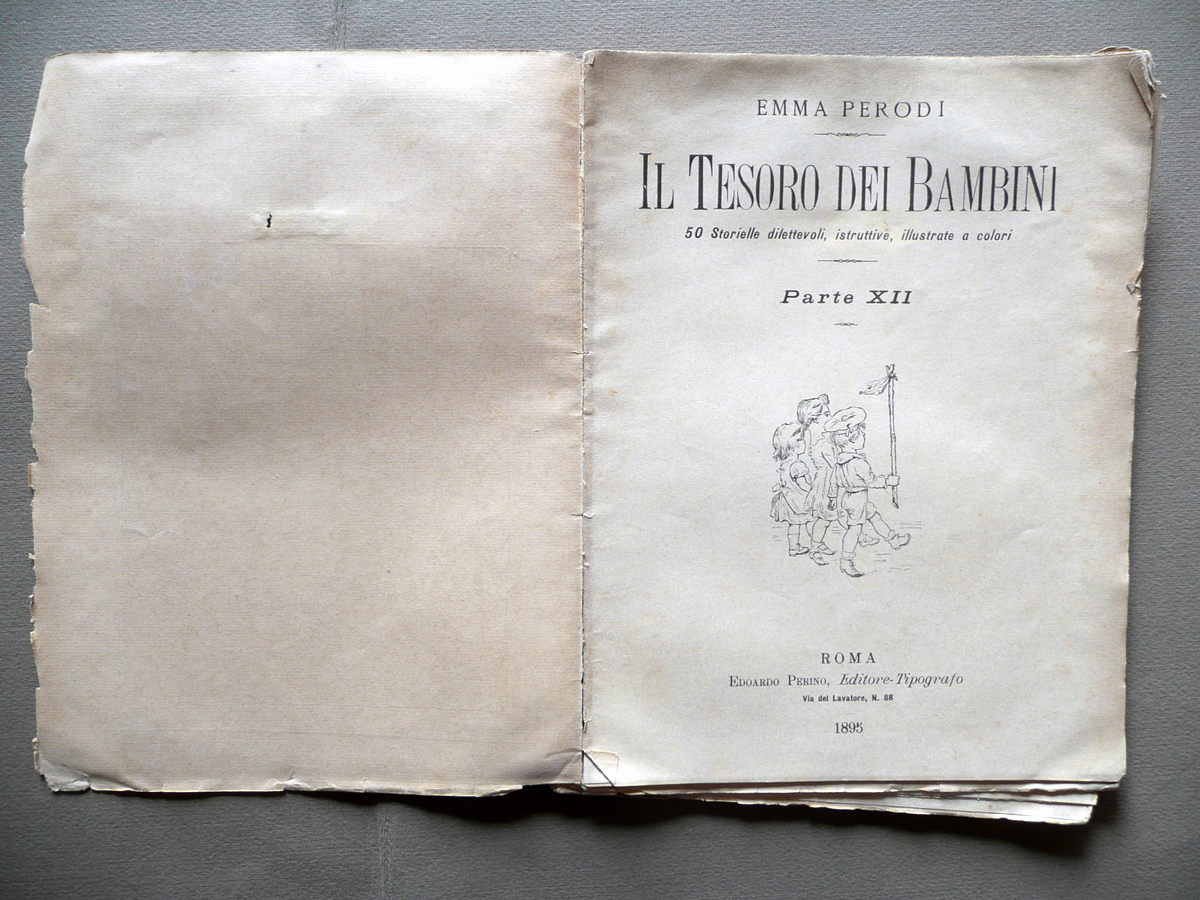 EMMA PERODI
IL TESORO DEI BAMBINI
50 Storielle dilettevoli, istruttive, illustrate a colori
Parte XII
ROMA
EDOARDO PERINO, Editore-Tipografo
Via del Lavatore, N. 88
1895